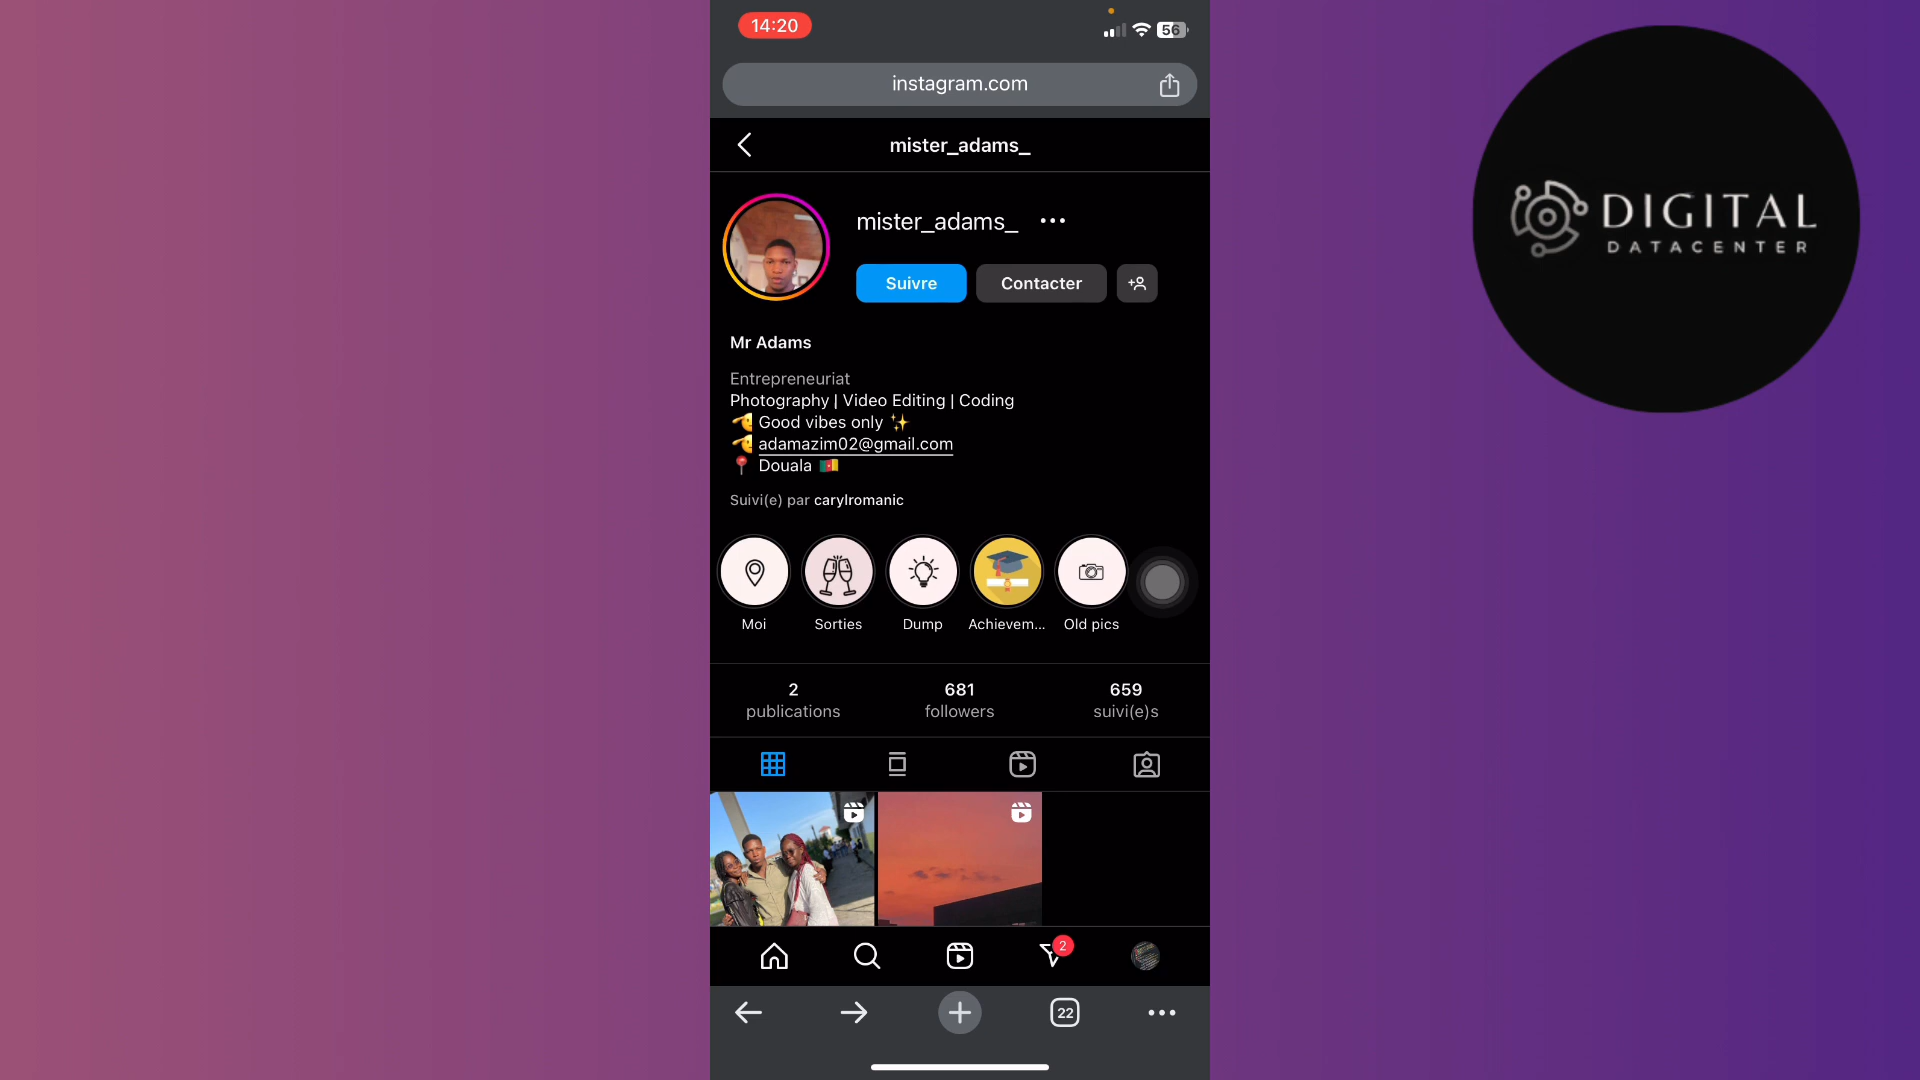 14:20
56
instagram.com
mister_adams_
mister_adams_
Suivre
Contacter
Mr Adams
Entrepreneuriat
Photography | Video Editing | Coding
🫡 Good vibes only ✨
🫡 adamazim02@gmail.com
📍 Douala 🇨🇲
Suivi(e) par carylromanic
Moi
Sorties
Dump
Achievem...
Old pics
2
publications
681
followers
659
suivi(e)s
2
22
DIGITAL
DATACENTER